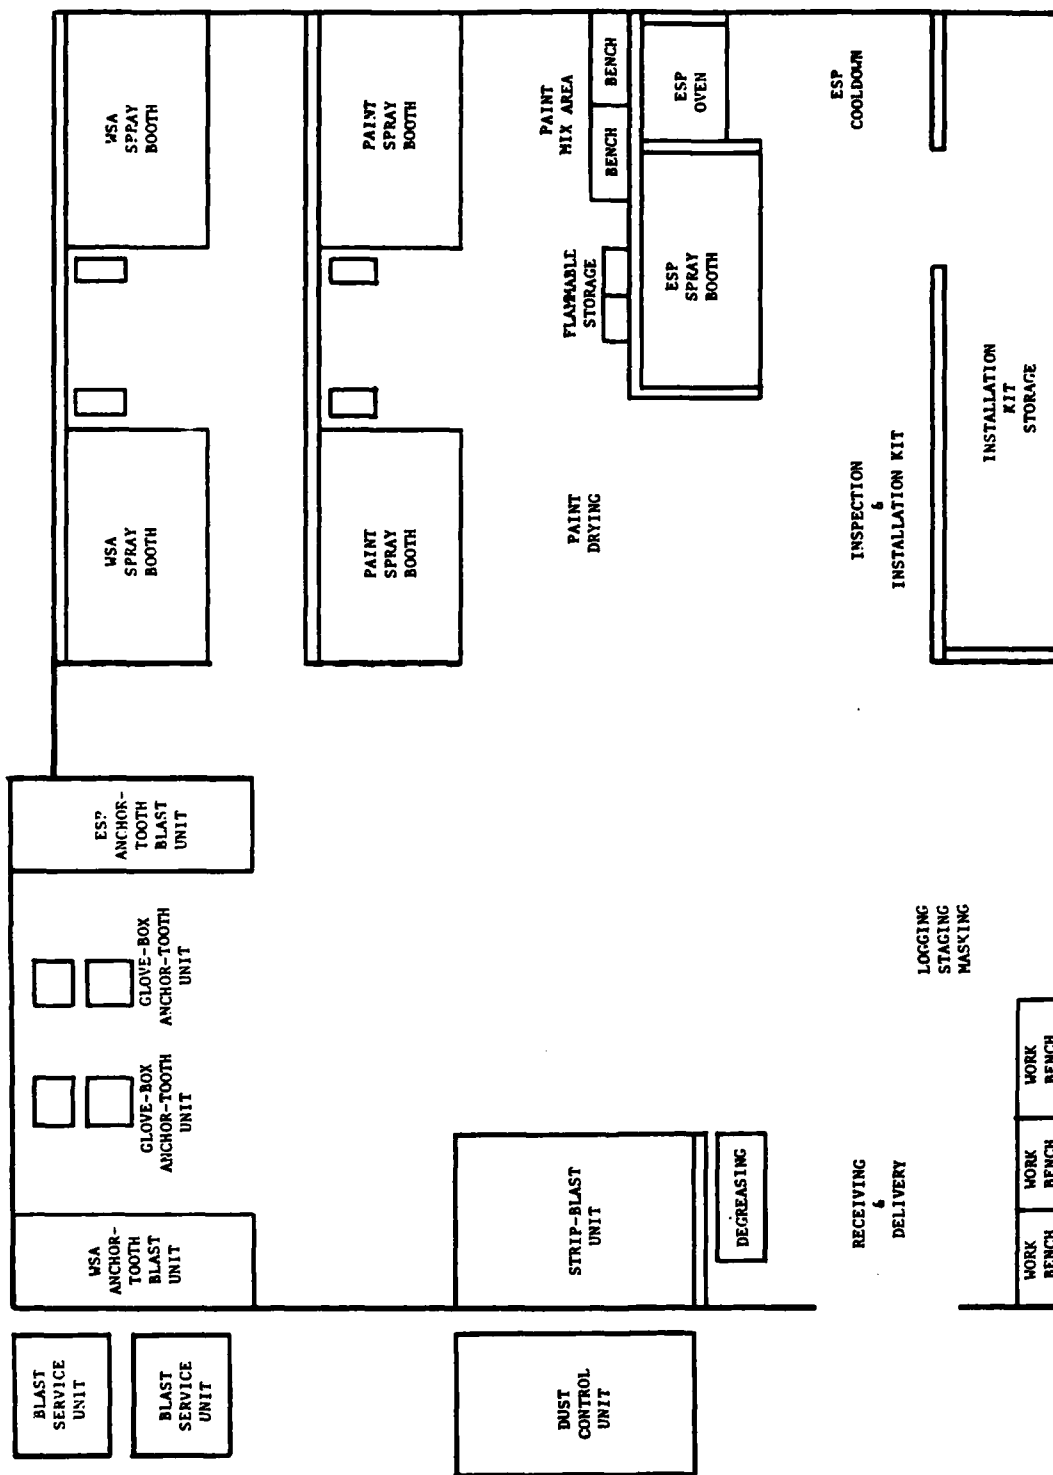 BLAST
SERVICE
UNIT
BLAST
SERVICE
UNIT
WSA
ANCHOR-
TOOTH
BLAST
UNIT
GLOVE-BOX
ANCHOR-TOOTH
UNIT
GLOVE-BOX
ANCHOR-TOOTH
UNIT
ESP
ANCHOR-
TOOTH
BLAST
UNIT
WSA
SPRAY
BOOTH
WSA
SPRAY
BOOTH
PAINT
SPRAY
BOOTH
PAINT
SPRAY
BOOTH
DUST
CONTROL
UNIT
STRIP-BLAST
UNIT
PAINT
DRYING
FLAMMABLE
STORAGE
PAINT
MIX AREA
BENCH
BENCH
DEGREASING
ESP
SPRAY
BOOTH
ESP
OVEN
RECEIVING
&
DELIVERY
LOGGING
STAGING
MASKING
INSPECTION
&
INSTALLATION KIT
ESP
COOLDOWN
WORK
BENCH
WORK
BENCH
WORK
BENCH
INSTALLATION
KIT
STORAGE